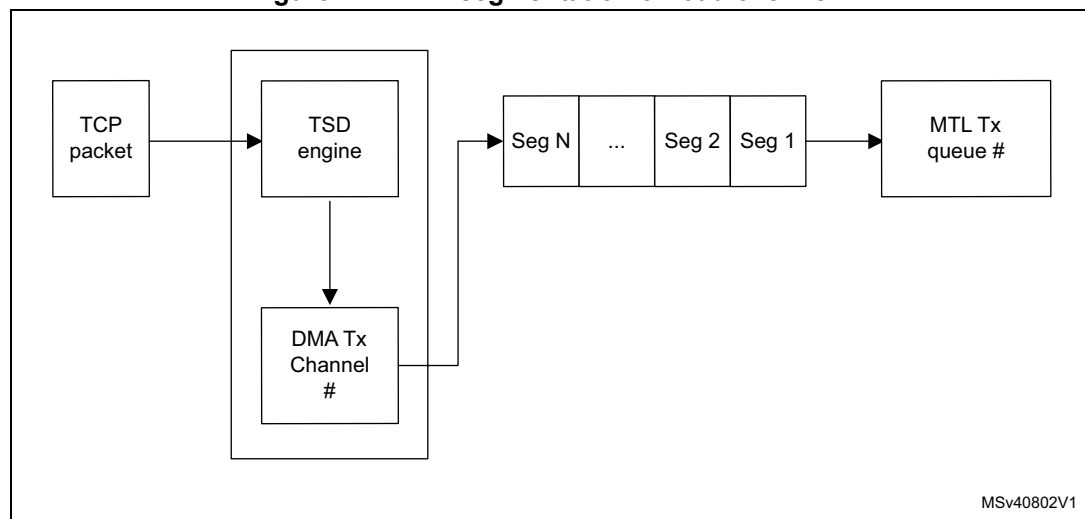 TCP
packet
TSD
engine
DMA Tx
Channel
#
Seg N
...
Seg 2
Seg 1
MTL Tx
queue #
MSv40802V1